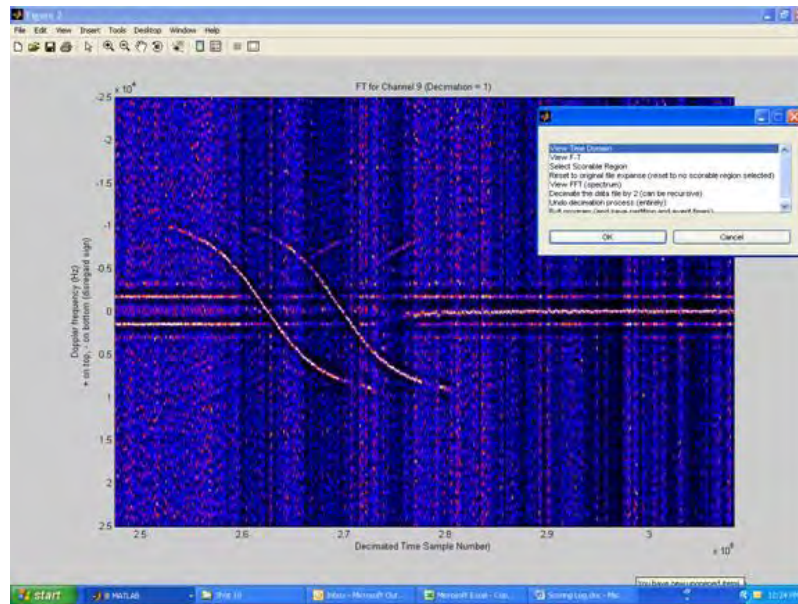 Figure 2
File Edit View Insert Tools Desktop Window Help
FT for Channel 9 (Decimation = 1)
x 10⁴
-2.5
-2
-1.5
-1
-0.5
0
0.5
1
1.5
2
2.5
Doppler frequency (Hz)
+ on top, - on bottom (disregard sign)
2.5 2.6 2.7 2.8 2.9 3
x 10⁶
Decimated Time Sample Number)
View Time Domain
View F-T
Select Scorable Region
Reset to original file expanse (reset to no scorable region selected)
View FFT (spectrum)
Decimate the data file by 2 (can be recursive)
Undo decimation process (entirely)
OK Cancel
You have new unopened items
start MATLAB Inbox - Microsoft Out... Microsoft Excel - Scoring Log.doc - Mic...